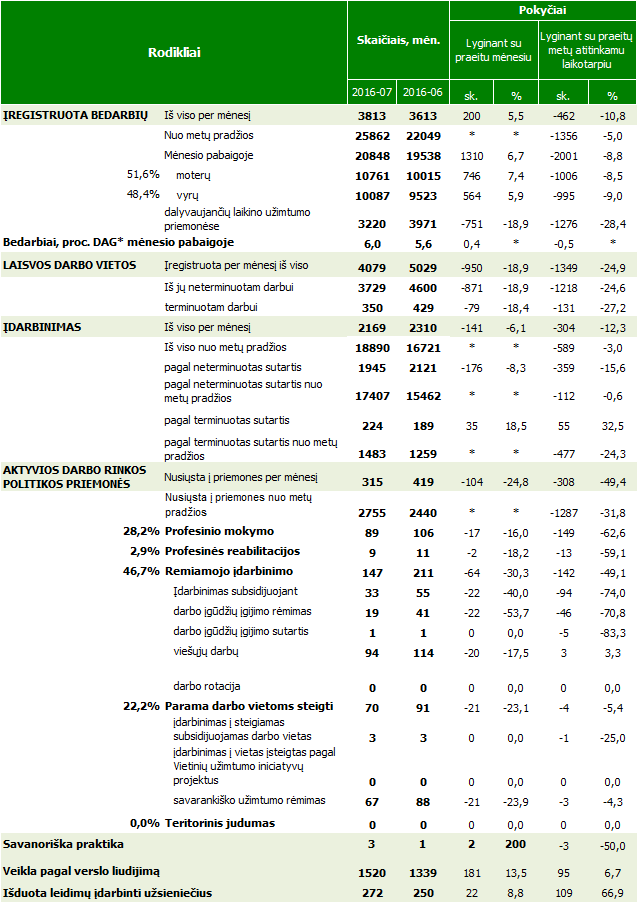 Rodikliai
Skaičiais, mėn.
Pokyčiai
Lyginant su praeitu mėnesiu
Lyginant su praeitų metų atitinkamu laikotarpiu
2016-07 2016-06 sk. % sk. %
ĮREGISTRUOTA BEDARBIŲ Iš viso per mėnesį 3813 3613 200 5,5 -462 -10,8
Nuo metų pradžios 25862 22049 * * -1356 -5,0
Mėnesio pabaigoje 20848 19538 1310 6,7 -2001 -8,8
51,6% moterų 10761 10015 746 7,4 -1006 -8,5
48,4% vyrų 10087 9523 564 5,9 -995 -9,0
dalyvaujančių laikino užimtumo
priemonėse 3220 3971 -751 -18,9 -1276 -28,4
Bedarbiai, proc. DAG* mėnesio pabaigoje 6,0 5,6 0,4 * -0,5 *
LAISVOS DARBO VIETOS Įregistruota per mėnesį iš viso 4079 5029 -950 -18,9 -1349 -24,9
Iš jų neterminuotam darbui 3729 4600 -871 -18,9 -1218 -24,6
terminuotam darbui 350 429 -79 -18,4 -131 -27,2
ĮDARBINIMAS Iš viso per mėnesį 2169 2310 -141 -6,1 -304 -12,3
Iš viso nuo metų pradžios 18890 16721 * * -589 -3,0
pagal neterminuotas sutartis 1945 2121 -176 -8,3 -359 -15,6
pagal neterminuotas sutartis nuo
metų pradžios 17407 15462 * * -112 -0,6
pagal terminuotas sutartis 224 189 35 18,5 55 32,5
pagal terminuotas sutartis nuo metų
pradžios 1483 1259 * * -477 -24,3
AKTYVIOS DARBO RINKOS
POLITIKOS PRIEMONĖS Nusiųsta į priemones per mėnesį 315 419 -104 -24,8 -308 -49,4
Nusiųsta į priemones nuo metų
pradžios 2755 2440 * * -1287 -31,8
28,2% Profesinio mokymo 89 106 -17 -16,0 -149 -62,6
2,9% Profesinės reabilitacijos 9 11 -2 -18,2 -13 -59,1
46,7% Remiamojo įdarbinimo 147 211 -64 -30,3 -142 -49,1
Įdarbinimas subsidijuojant 33 55 -22 -40,0 -94 -74,0
darbo įgūdžių įgijimo rėmimas 19 41 -22 -53,7 -46 -70,8
darbo įgūdžių įgijimo sutartis 1 1 0 0,0 -5 -83,3
viešųjų darbų 94 114 -20 -17,5 3 3,3
darbo rotacija 0 0 0 0,0 0 0,0
22,2% Parama darbo vietoms steigti 70 91 -21 -23,1 -4 -5,4
įdarbinimas į steigiamas
subsidijuojamas darbo vietas 3 3 0 0,0 -1 -25,0
įdarbinimas į vietas įsteigtas pagal
Vietinių užimtumo iniciatyvų
projektus 0 0 0 0,0 0 0,0
savarankiško užimtumo rėmimas 67 88 -21 -23,9 -3 -4,3
0,0% Teritorinis judumas 0 0 0 0,0 0 0,0
Savanoriška praktika 3 1 2 200 -3 -50,0
Veikla pagal verslo liudijimą 1520 1339 181 13,5 95 6,7
Išduota leidimų įdarbinti užsieniečius 272 250 22 8,8 109 66,9